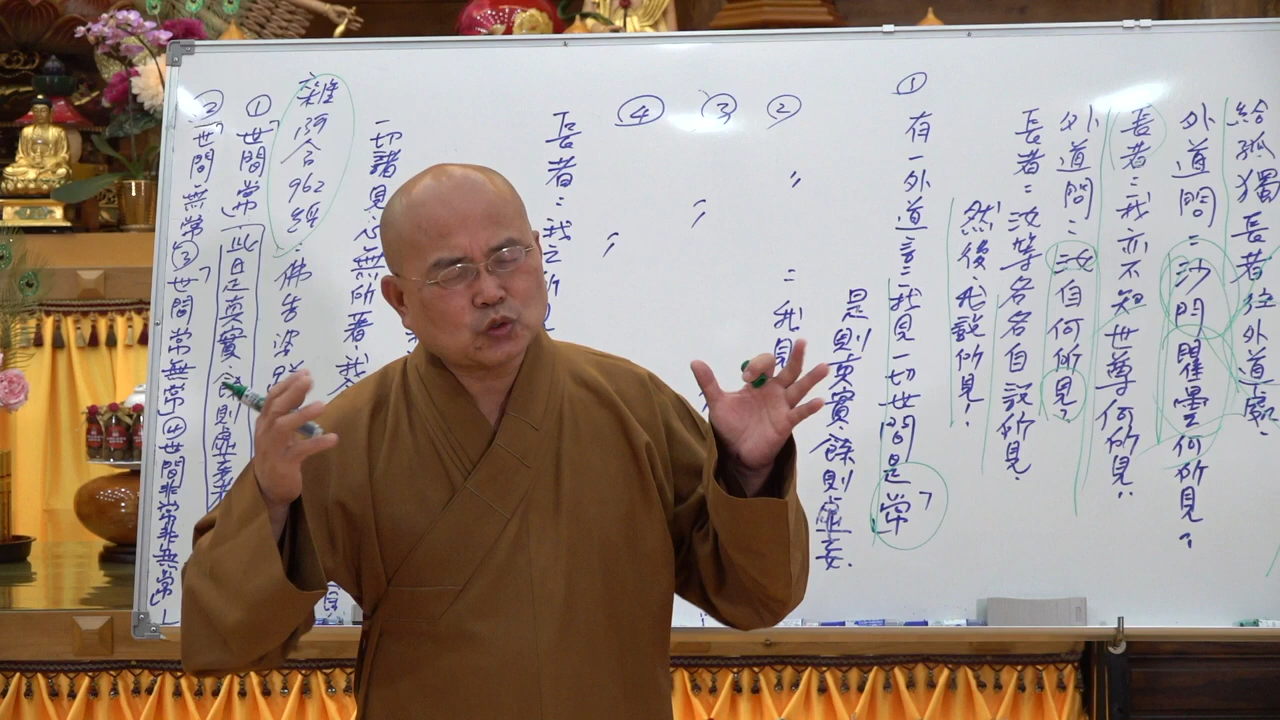 給孤獨長者往外道處.
外道問:沙門瞿曇何所見?
長者:我亦不知世尊何所見..
外道問:汝自何所見?
長者:汝等各各自說所見.
然後我說所見!
① 有一外道言:我見一切世間是常」
是則真實,餘則虛妄.
② 〃 :我見
③ 〃
④ 〃
長者:我之所
一切諸見心無所著,我
雜阿含962經:佛告婆蹉
①「世間常」此是真實餘則虛妄
②「世間無常③「世間常無常」④世間非常非無常」